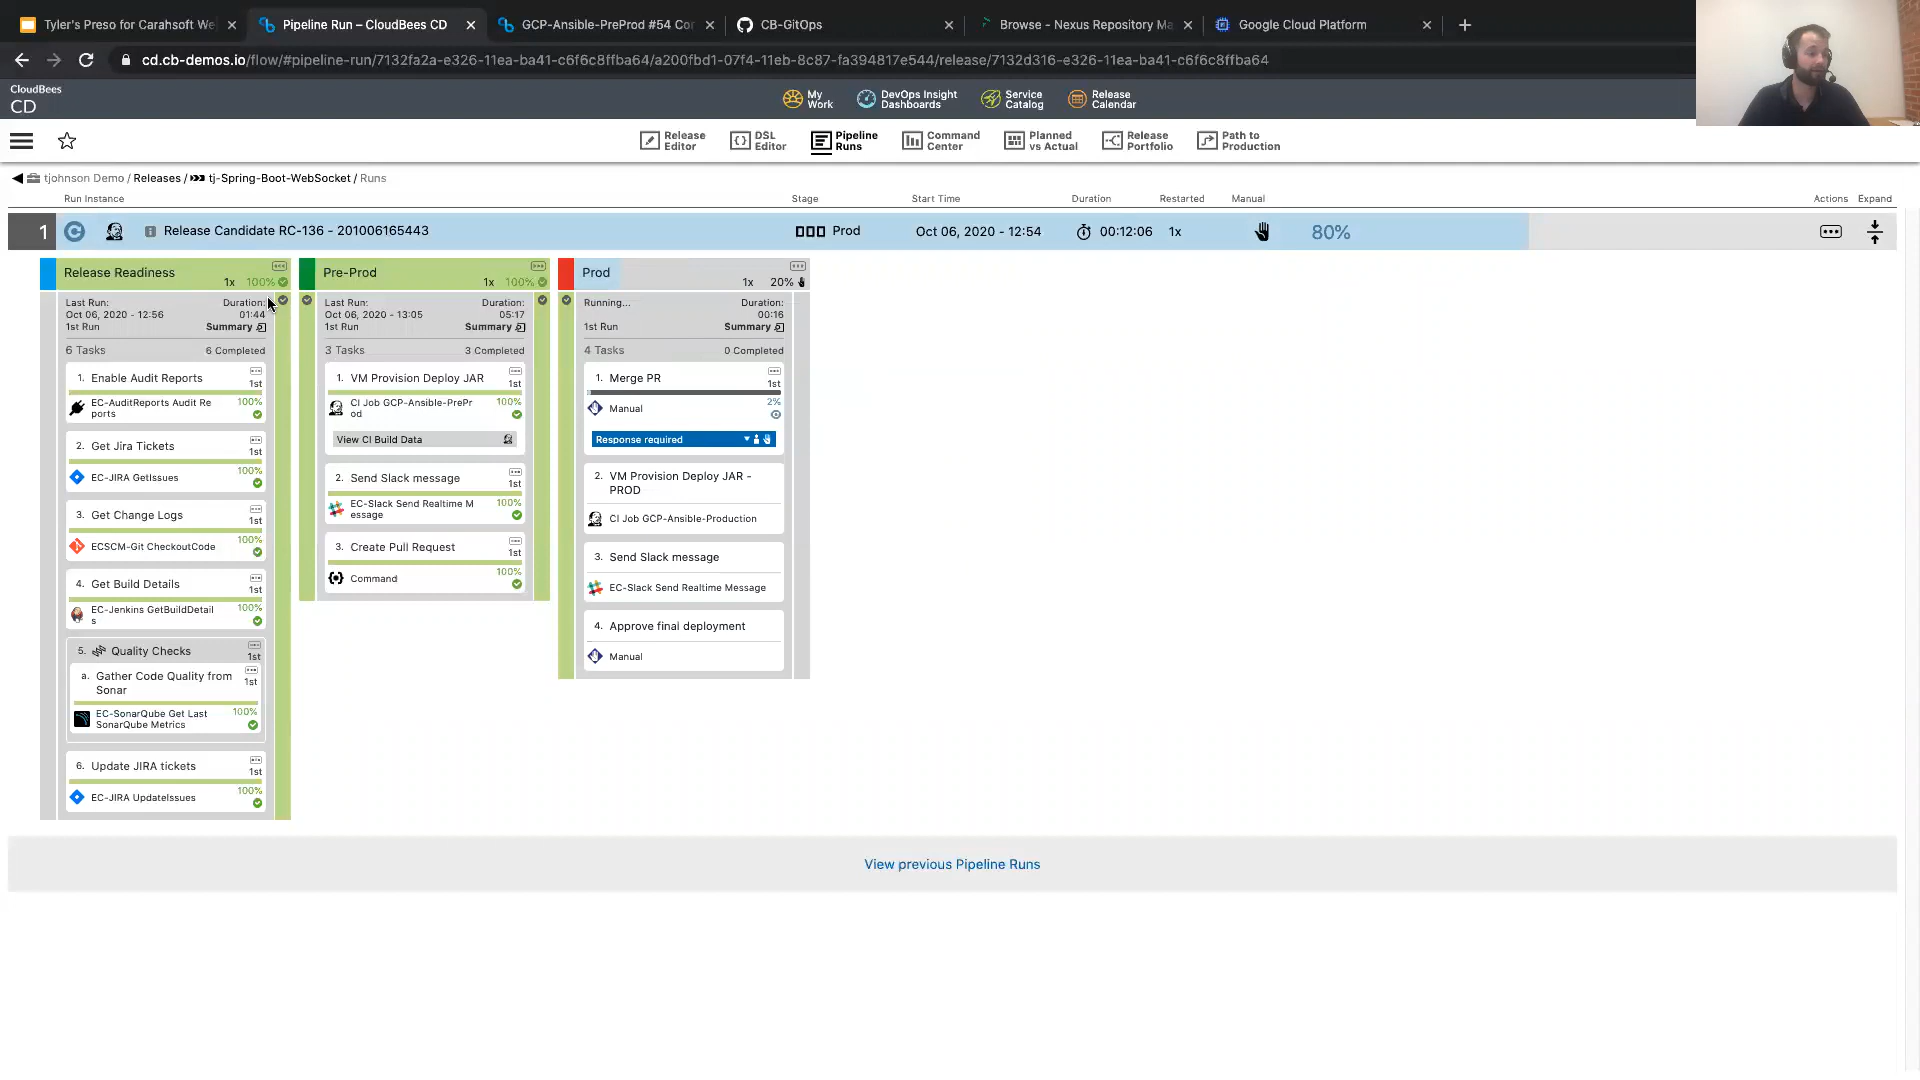 Tyler's Preso for Carahsoft We
Pipeline Run – CloudBees CD
GCP-Ansible-PreProd #54 Con
CB-GitOps
Browse - Nexus Repository Ma
Google Cloud Platform
cd.cb-demos.io/flow/#pipeline-run/7132fa2a-e326-11ea-ba41-c6f6c8ffba64/a200fbd1-07f4-11eb-8c87-fa394817e544/release/7132d316-e326-11ea-ba41-c6f6c8ffba64
CloudBees
CD
My Work
DevOps Insight Dashboards
Service Catalog
Release Calendar
Release Editor
DSL Editor
Pipeline Runs
Command Center
Planned vs Actual
Release Portfolio
Path to Production
tjohnson Demo / Releases / tj-Spring-Boot-WebSocket / Runs
Run Instance Stage Start Time Duration Restarted Manual Actions Expand
1 Release Candidate RC-136 - 201006165443 Prod Oct 06, 2020 - 12:54 00:12:06 1x 80%
Release Readiness
1x 100%
Last Run: Duration:
Oct 06, 2020 - 12:56 01:44
1st Run Summary
6 Tasks 6 Completed
1. Enable Audit Reports 1st
EC-AuditReports Audit Re 100%
ports
2. Get Jira Tickets 1st
EC-JIRA GetIssues 100%
3. Get Change Logs 1st
ECSCM-Git CheckoutCode 100%
4. Get Build Details 1st
EC-Jenkins GetBuildDetail 100%
s
5. Quality Checks 1st
a. Gather Code Quality from 1st
Sonar
EC-SonarQube Get Last 100%
SonarQube Metrics
6. Update JIRA tickets 1st
EC-JIRA UpdateIssues 100%
Pre-Prod
1x 100%
Last Run: Duration:
Oct 06, 2020 - 13:05 05:17
1st Run Summary
3 Tasks 3 Completed
1. VM Provision Deploy JAR 1st
CI Job GCP-Ansible-PrePr 100%
od
View CI Build Data
2. Send Slack message 1st
EC-Slack Send Realtime M 100%
essage
3. Create Pull Request 1st
Command 100%
Prod
1x 20%
Running... Duration:
00:16
1st Run Summary
4 Tasks 0 Completed
1. Merge PR 1st
Manual 2%
Response required
2. VM Provision Deploy JAR -
PROD
CI Job GCP-Ansible-Production
3. Send Slack message
EC-Slack Send Realtime Message
4. Approve final deployment
Manual
View previous Pipeline Runs